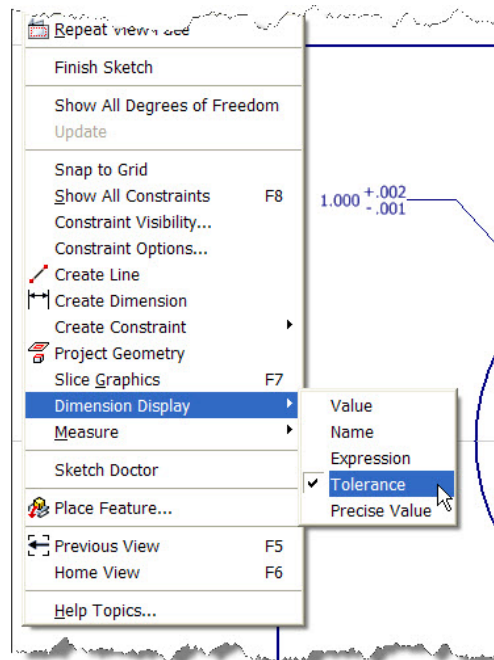 Repeat
Finish Sketch
Show All Degrees of Freedom
Update
Snap to Grid
Show All Constraints F8
Constraint Visibility...
Constraint Options...
Create Line
Create Dimension
Create Constraint
Project Geometry
Slice Graphics F7
Dimension Display
Measure
Sketch Doctor
Place Feature...
Previous View F5
Home View F6
Help Topics...
Value
Name
Expression
Tolerance
Precise Value
1.000 +.002
- .001